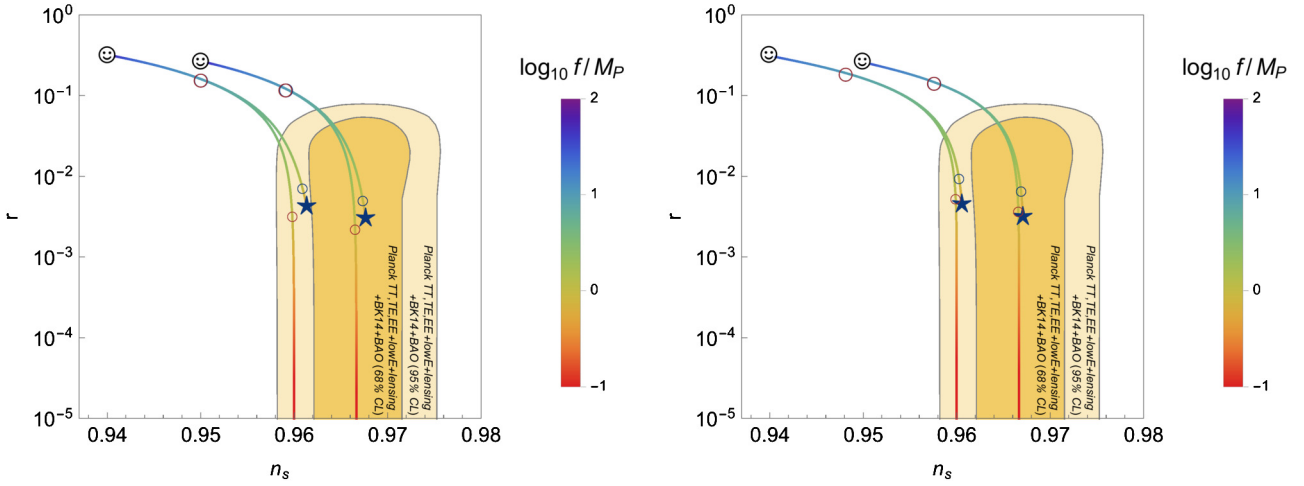 10^0
10^-1
10^-2
10^-3
10^-4
10^-5
r
0.94 0.95 0.96 0.97 0.98
n_s
Planck TT,TE,EE+lowE+lensing
+BK14+BAO (68% CL)
Planck TT,TE,EE+lowE+lensing
+BK14+BAO (95% CL)
log_10 f/M_P
2
1
0
−1
10^0
10^-1
10^-2
10^-3
10^-4
10^-5
r
0.94 0.95 0.96 0.97 0.98
n_s
Planck TT,TE,EE+lowE+lensing
+BK14+BAO (68% CL)
Planck TT,TE,EE+lowE+lensing
+BK14+BAO (95% CL)
log_10 f/M_P
2
1
0
−1